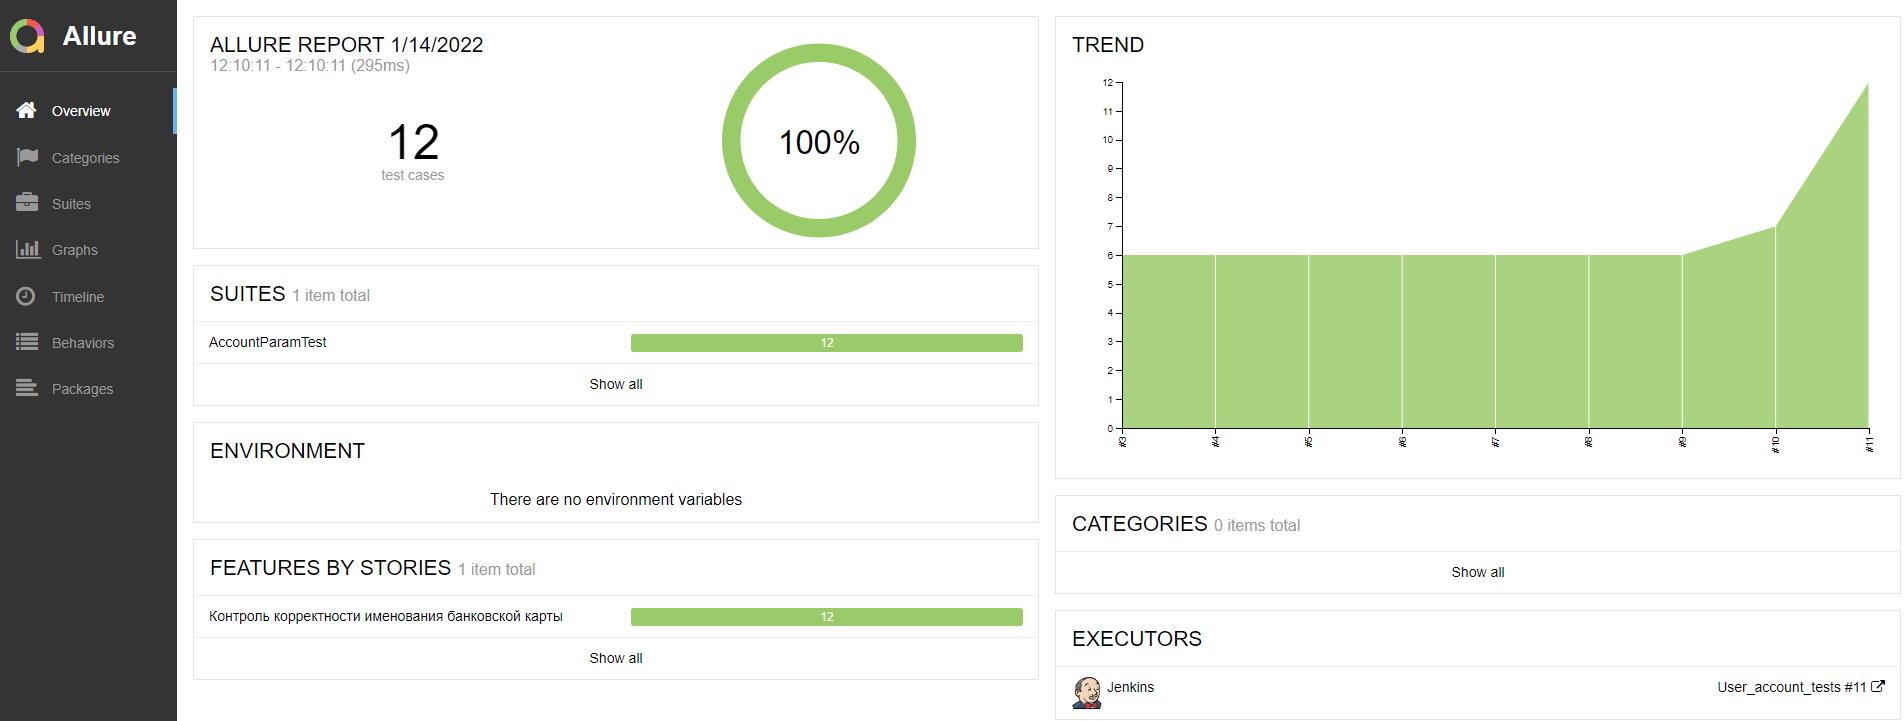 Allure
Overview
Categories
Suites
Graphs
Timeline
Behaviors
Packages
ALLURE REPORT 1/14/2022
12:10:11 - 12:10:11 (295ms)
12
test cases
100%
SUITES 1 item total
AccountParamTest 12
Show all
ENVIRONMENT
There are no environment variables
FEATURES BY STORIES 1 item total
Контроль корректности именования банковской карты 12
Show all
TREND
12
11
10
9
8
7
6
5
4
3
2
1
0
#3 #4 #5 #6 #7 #8 #9 #10 #11
CATEGORIES 0 items total
Show all
EXECUTORS
Jenkins User_account_tests #11